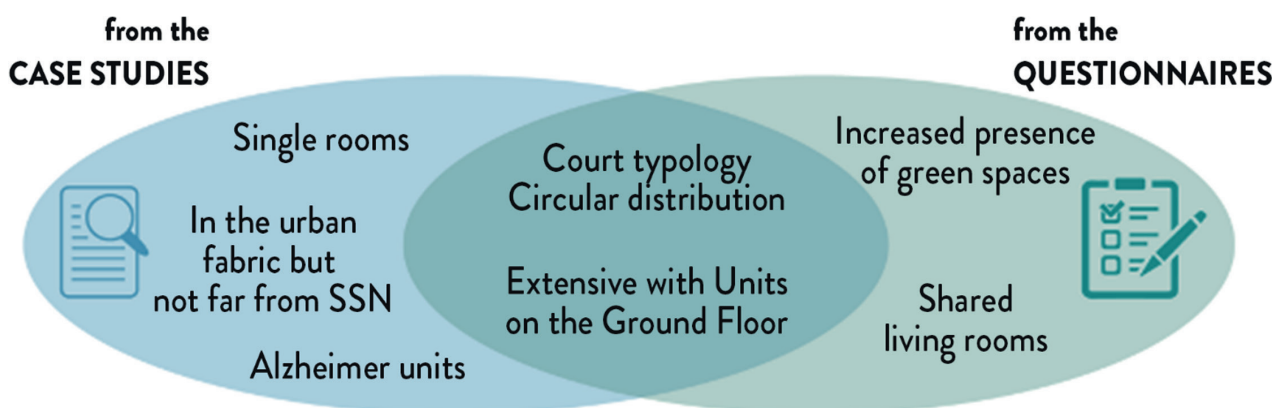 from the
CASE STUDIES
from the
QUESTIONNAIRES
Single rooms
In the urban
fabric but
not far from SSN
Alzheimer units
Court typology
Circular distribution
Extensive with Units
on the Ground Floor
Increased presence
of green spaces
Shared
living rooms